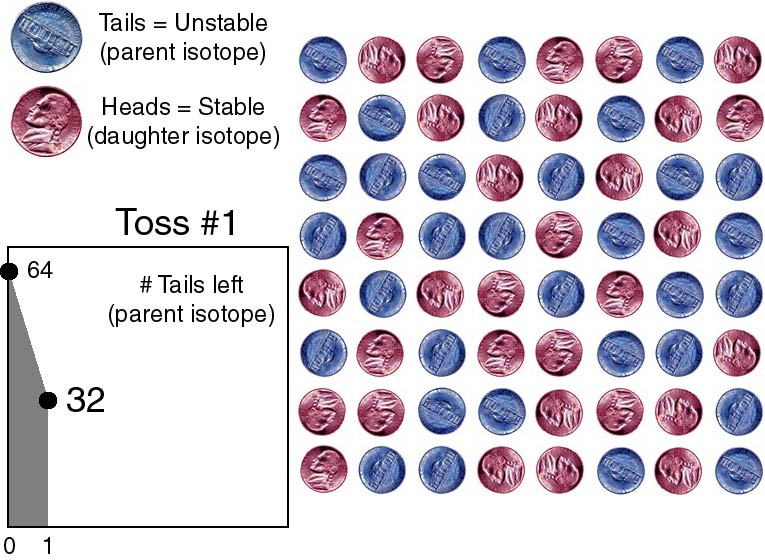 Tails = Unstable
(parent isotope)
Heads = Stable
(daughter isotope)
Toss #1
64
# Tails left
(parent isotope)
32
0 1